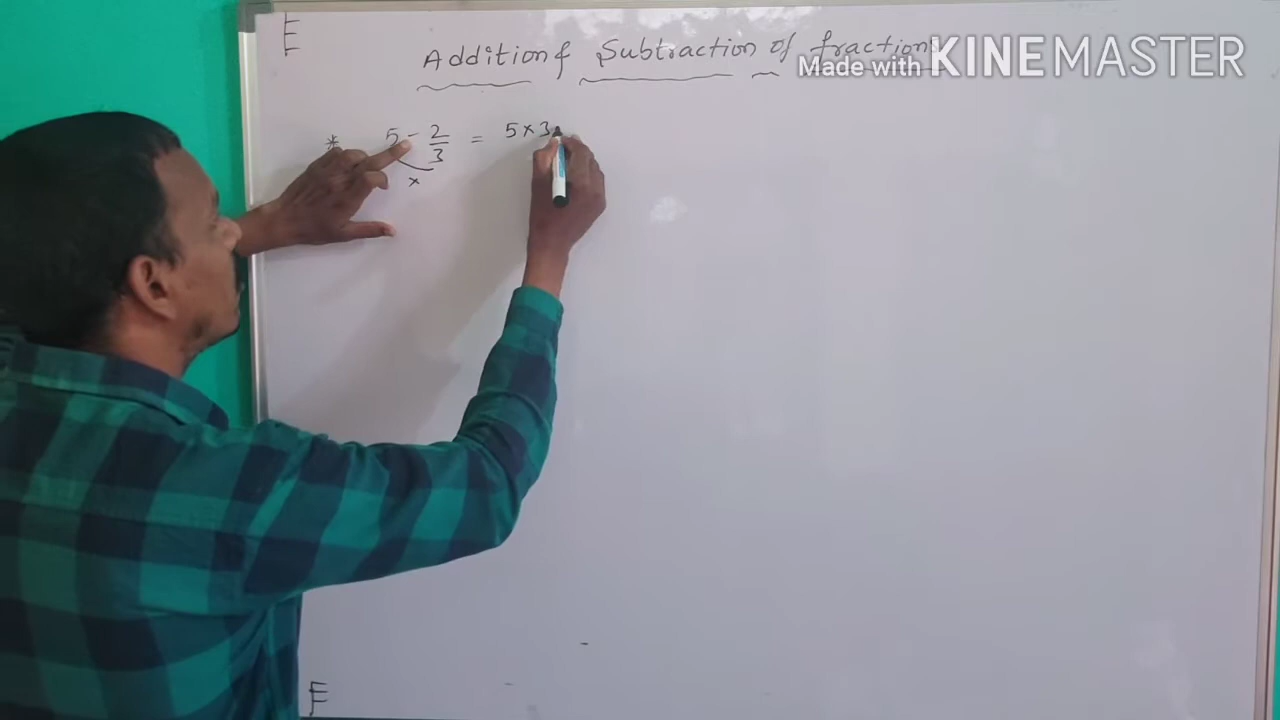 E
Addition & Subtraction of fractions
Made with KINEMASTER
* 5 - 2/3 = 5 × 3
×
E